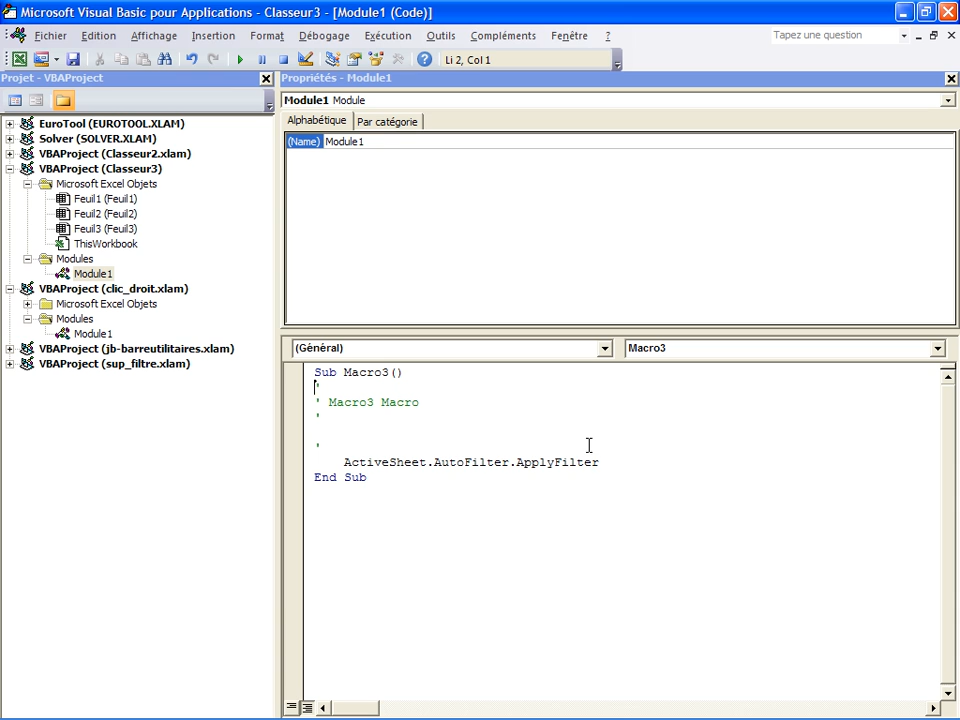 Microsoft Visual Basic pour Applications - Classeur3 - [Module1 (Code)]
Fichier Edition Affichage Insertion Format Débogage Exécution Outils Compléments Fenêtre ? Tapez une question
Li 2, Col 1
Projet - VBAProject
EuroTool (EUROTOOL.XLAM)
Solver (SOLVER.XLAM)
VBAProject (Classeur2.xlam)
VBAProject (Classeur3)
Microsoft Excel Objets
Feuil1 (Feuil1)
Feuil2 (Feuil2)
Feuil3 (Feuil3)
ThisWorkbook
Modules
Module1
VBAProject (clic_droit.xlam)
Microsoft Excel Objets
Modules
Module1
VBAProject (jb-barreutilitaires.xlam)
VBAProject (sup_filtre.xlam)
Propriétés - Module1
Module1 Module
Alphabétique Par catégorie
(Name) Module1
(Général) Macro3
Sub Macro3()
'
' Macro3 Macro
'
'
ActiveSheet.AutoFilter.ApplyFilter
End Sub